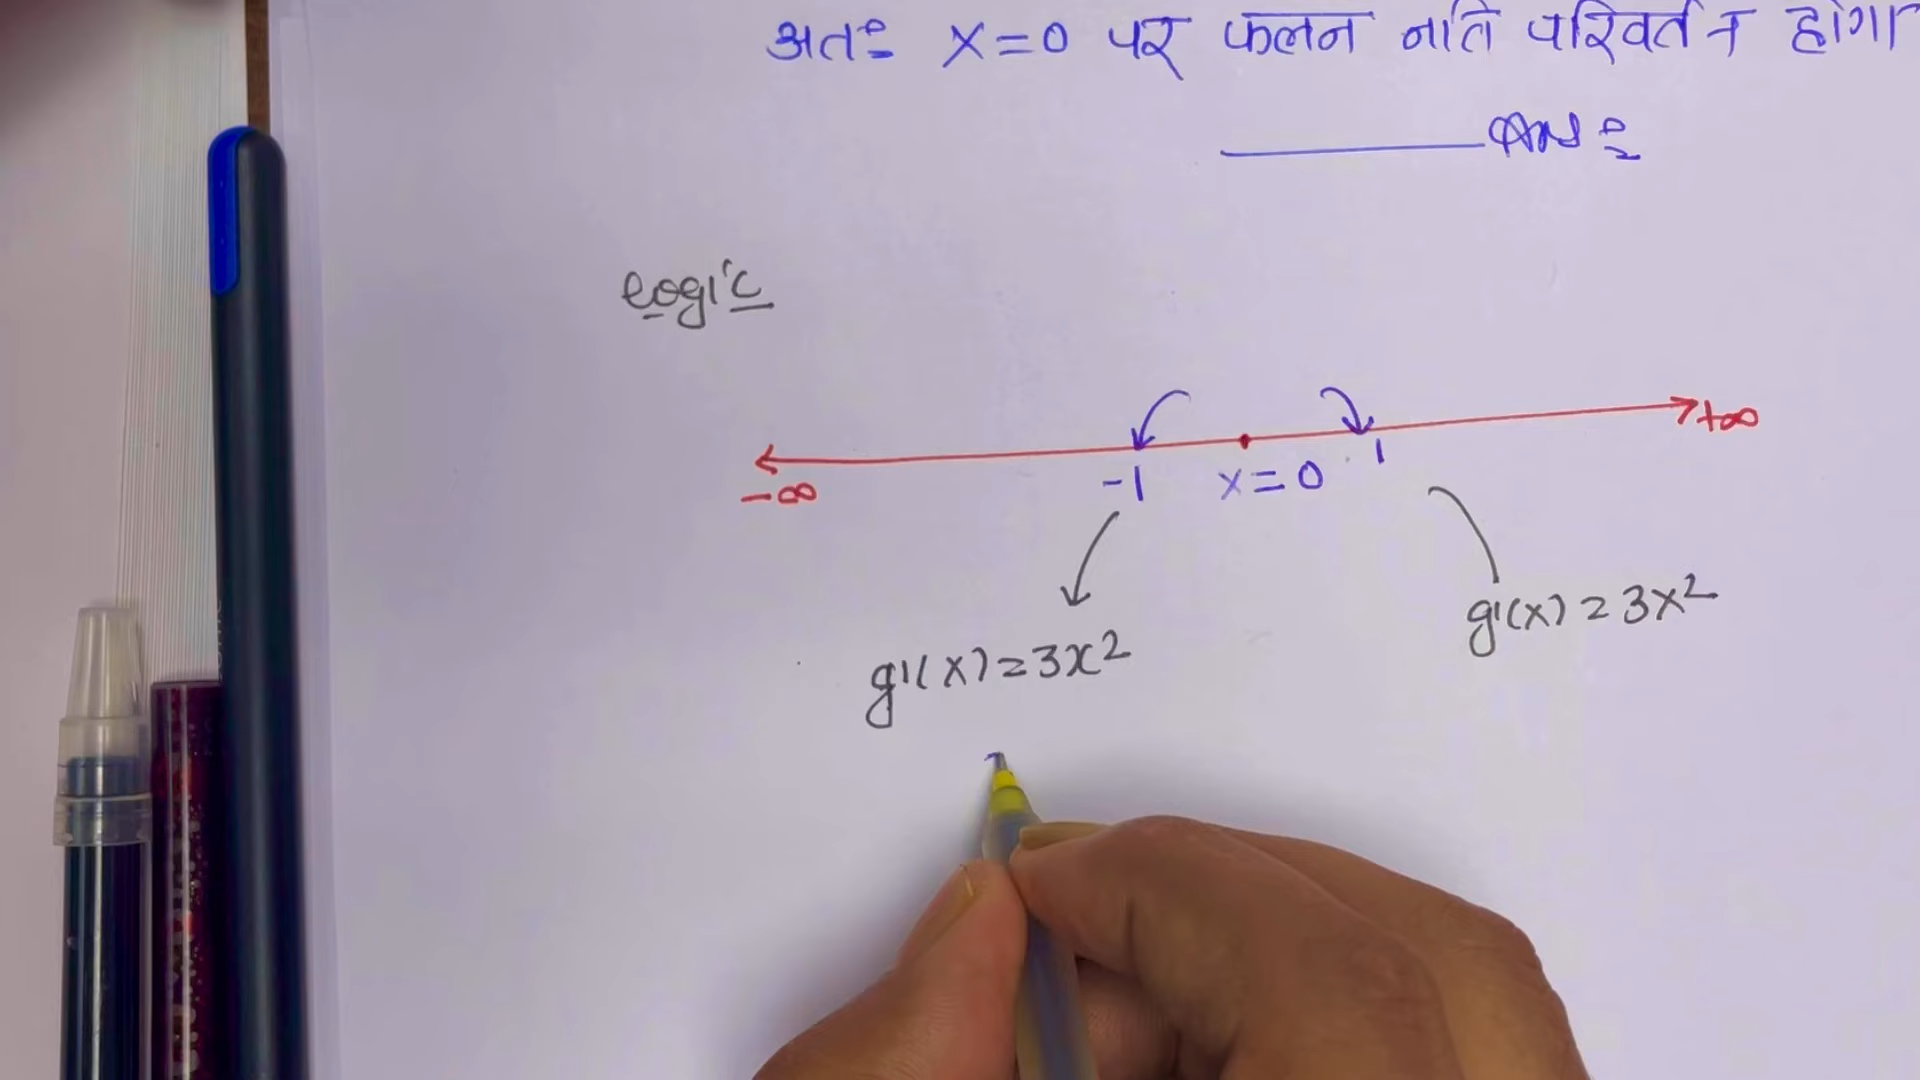 अतः x=0 पर फलन नति परिवर्तन होगा
Ans:
logic
-∞ -1 x=0 1 +∞
g'(x)=3x² g'(x)=3x²